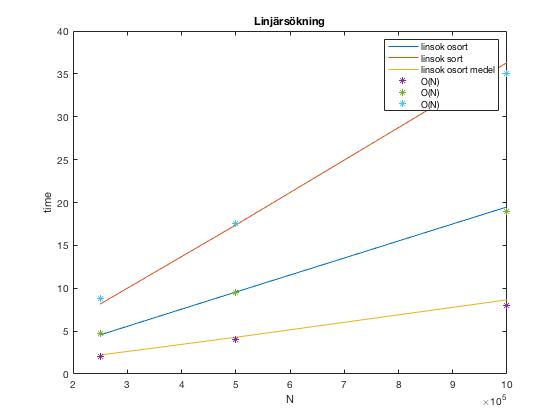 Linjärsökning
linsok osort
linsok sort
linsok osort medel
O(N)
O(N)
O(N)
40
35
30
25
20
15
10
5
0
time
2
3
4
5
6
7
8
9
10
N
×10^5